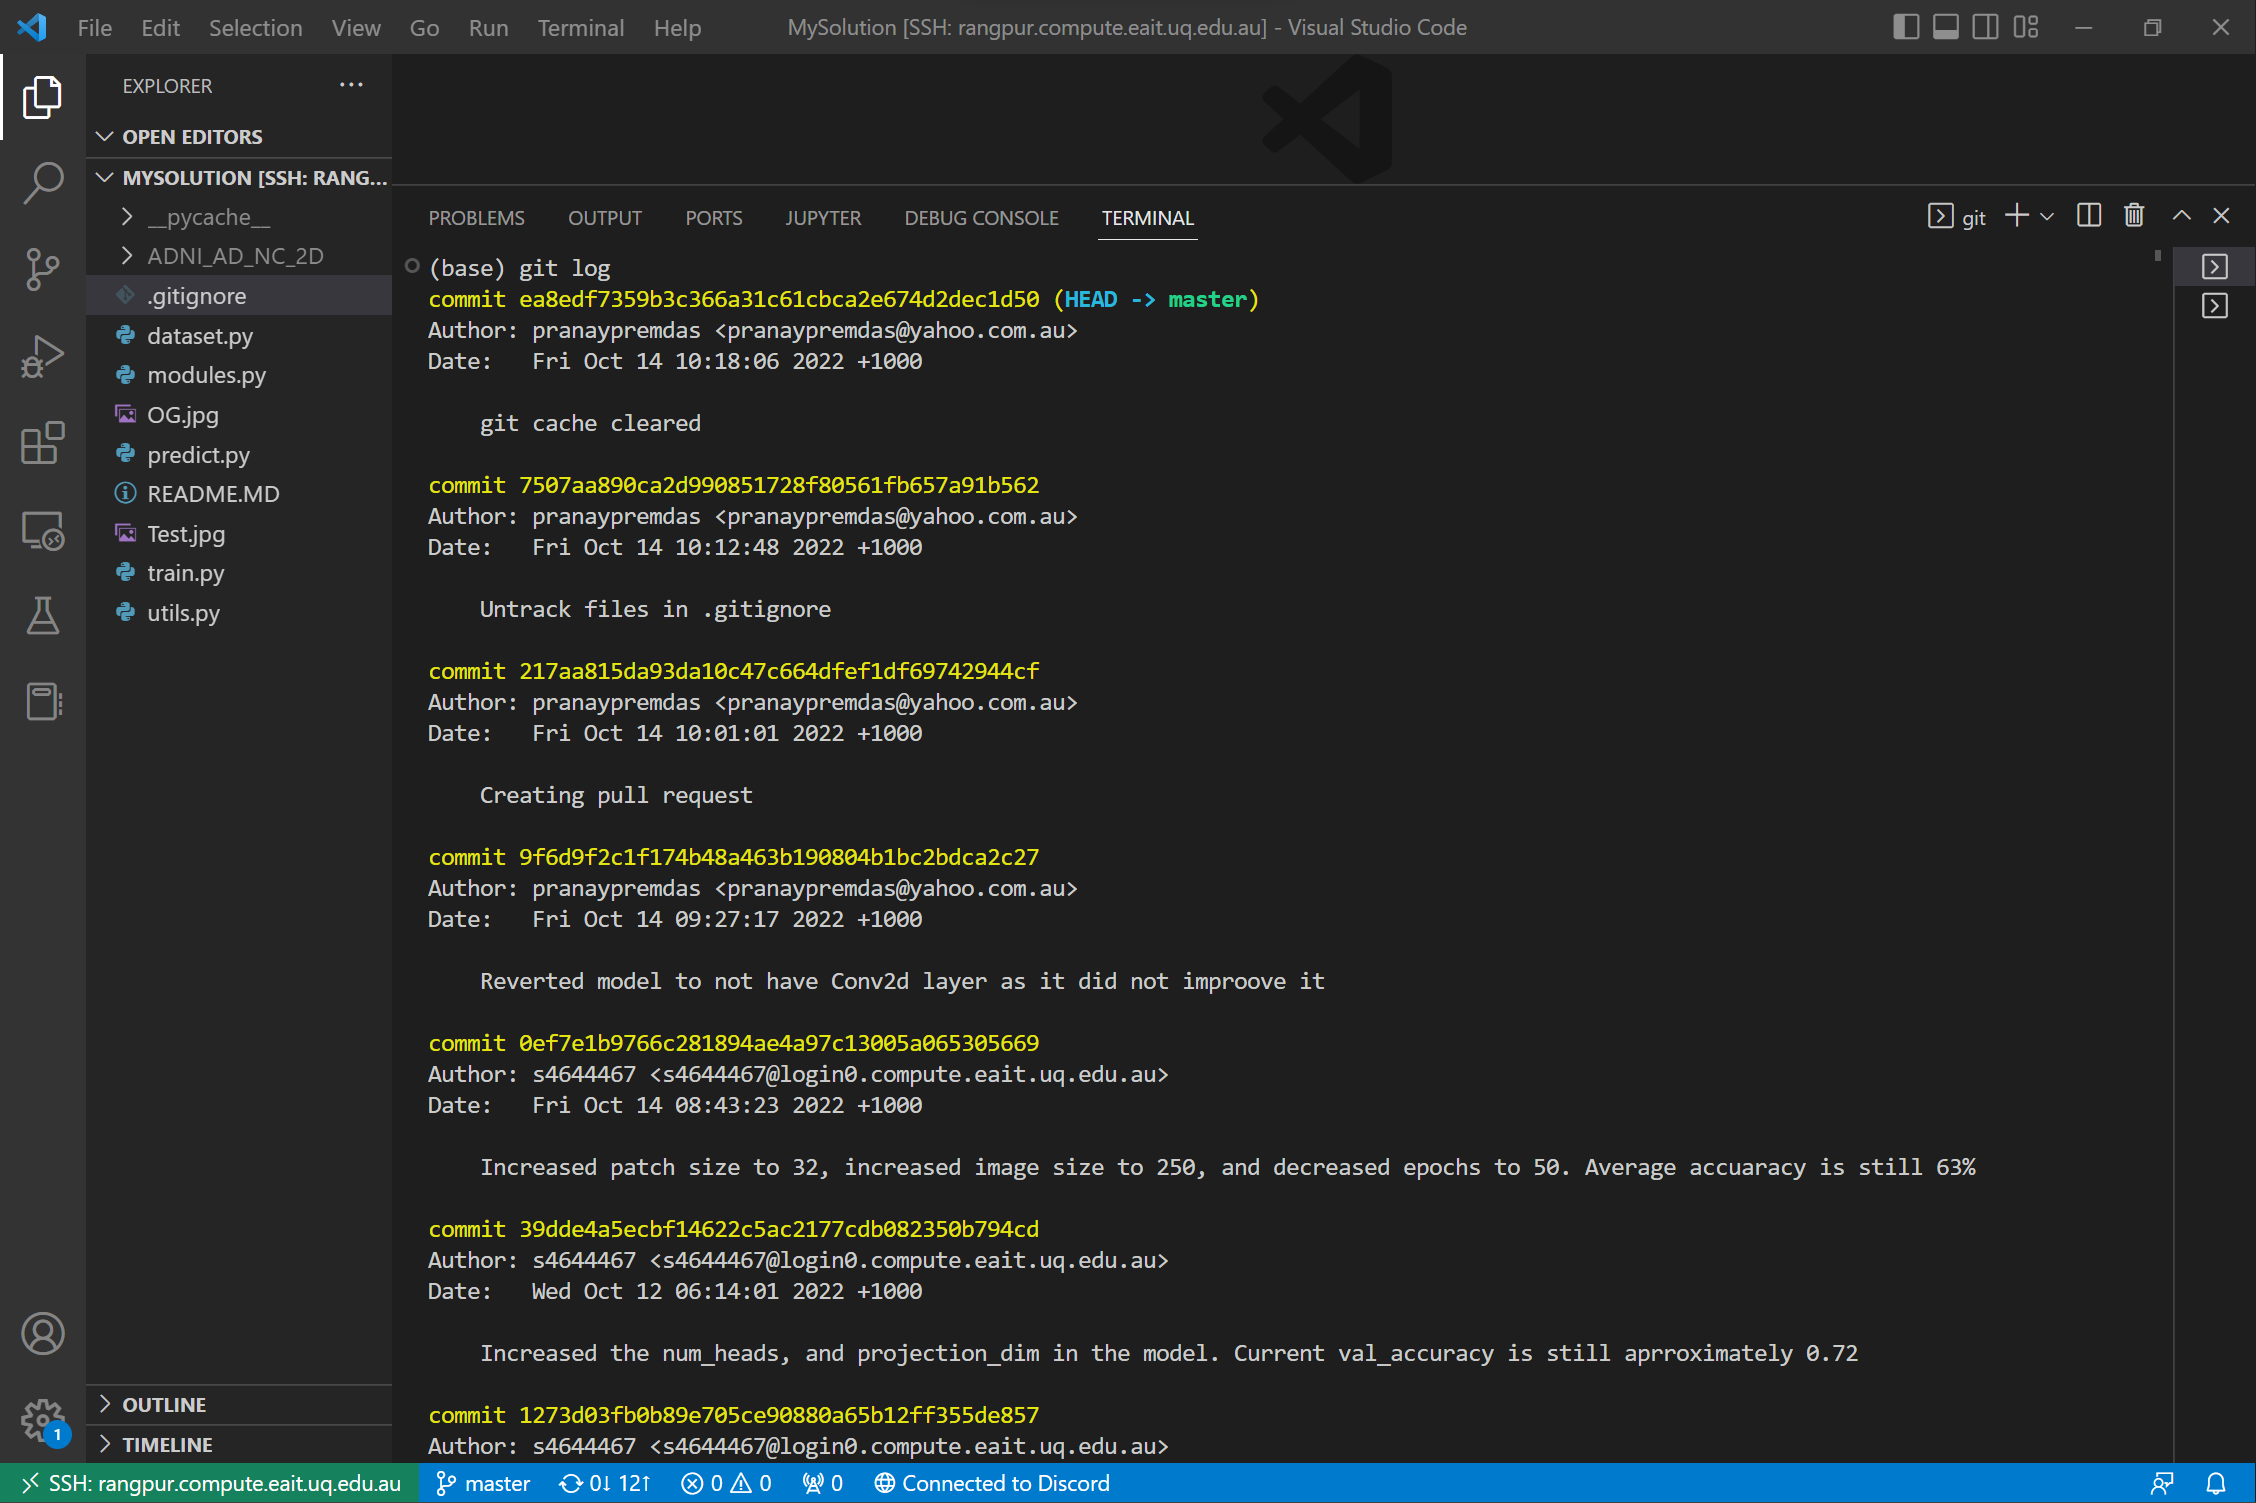 File Edit Selection View Go Run Terminal Help
MySolution [SSH: rangpur.compute.eait.uq.edu.au] - Visual Studio Code
EXPLORER
OPEN EDITORS
MYSOLUTION [SSH: RANG...
__pycache__
ADNI_AD_NC_2D
.gitignore
dataset.py
modules.py
OG.jpg
predict.py
README.MD
Test.jpg
train.py
utils.py
OUTLINE
TIMELINE
PROBLEMS OUTPUT PORTS JUPYTER DEBUG CONSOLE TERMINAL
git
(base) git log
commit ea8edf7359b3c366a31c61cbca2e674d2dec1d50 (HEAD -> master)
Author: pranaypremdas <pranaypremdas@yahoo.com.au>
Date: Fri Oct 14 10:18:06 2022 +1000
git cache cleared
commit 7507aa890ca2d990851728f80561fb657a91b562
Author: pranaypremdas <pranaypremdas@yahoo.com.au>
Date: Fri Oct 14 10:12:48 2022 +1000
Untrack files in .gitignore
commit 217aa815da93da10c47c664dfef1df69742944cf
Author: pranaypremdas <pranaypremdas@yahoo.com.au>
Date: Fri Oct 14 10:01:01 2022 +1000
Creating pull request
commit 9f6d9f2c1f174b48a463b190804b1bc2bdca2c27
Author: pranaypremdas <pranaypremdas@yahoo.com.au>
Date: Fri Oct 14 09:27:17 2022 +1000
Reverted model to not have Conv2d layer as it did not improove it
commit 0ef7e1b9766c281894ae4a97c13005a065305669
Author: s4644467 <s4644467@login0.compute.eait.uq.edu.au>
Date: Fri Oct 14 08:43:23 2022 +1000
Increased patch size to 32, increased image size to 250, and decreased epochs to 50. Average accuaracy is still 63%
commit 39dde4a5ecbf14622c5ac2177cdb082350b794cd
Author: s4644467 <s4644467@login0.compute.eait.uq.edu.au>
Date: Wed Oct 12 06:14:01 2022 +1000
Increased the num_heads, and projection_dim in the model. Current val_accuracy is still aprroximately 0.72
commit 1273d03fb0b89e705ce90880a65b12ff355de857
Author: s4644467 <s4644467@login0.compute.eait.uq.edu.au>
1
SSH: rangpur.compute.eait.uq.edu.au master 0↓ 12↑ 0 0 0 Connected to Discord